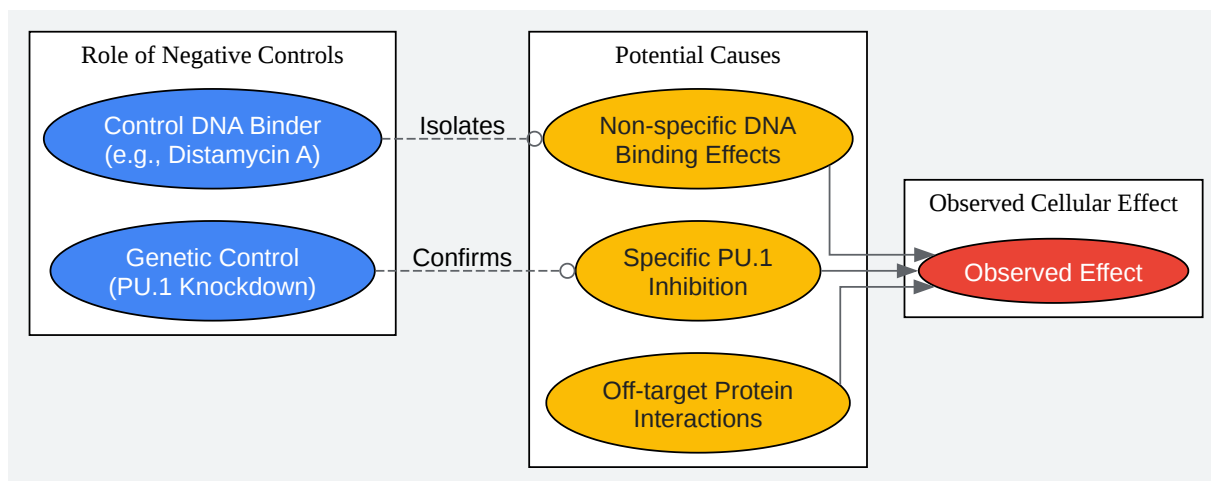 Role of Negative Controls
Control DNA Binder
(e.g., Distamycin A)
Genetic Control
(PU.1 Knockdown)
Isolates
Confirms
Potential Causes
Non-specific DNA
Binding Effects
Specific PU.1
Inhibition
Off-target Protein
Interactions
Observed Cellular Effect
Observed Effect